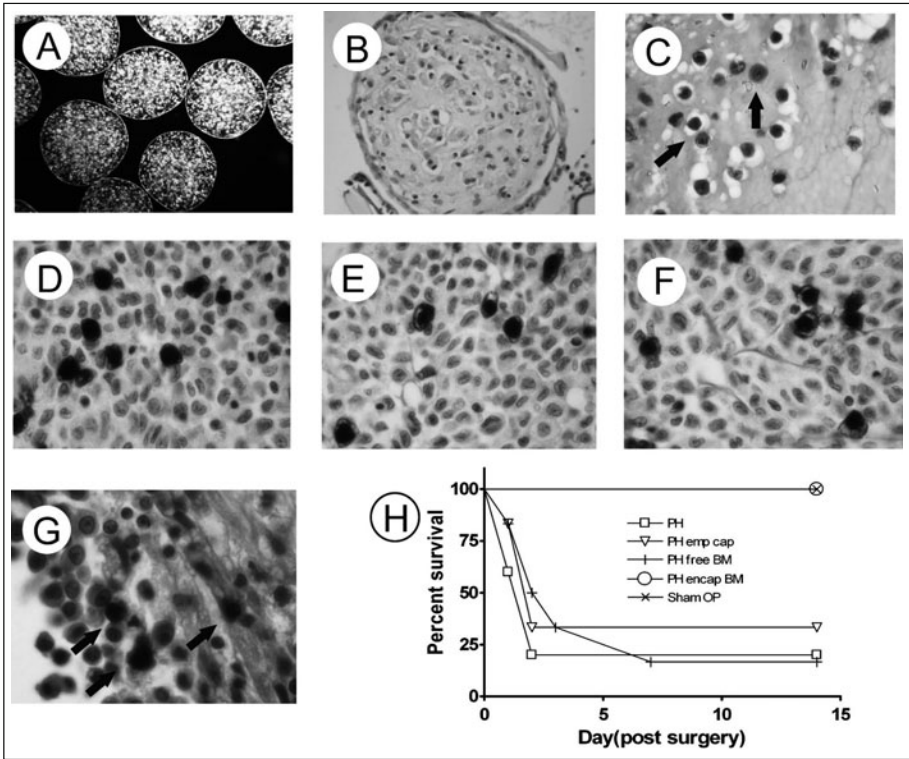 A
B
C
D
E
F
G
H
Percent survival
100
75
50
25
0
PH
PH emp cap
PH free BM
PH encap BM
Sham OP
0 5 10 15
Day(post surgery)